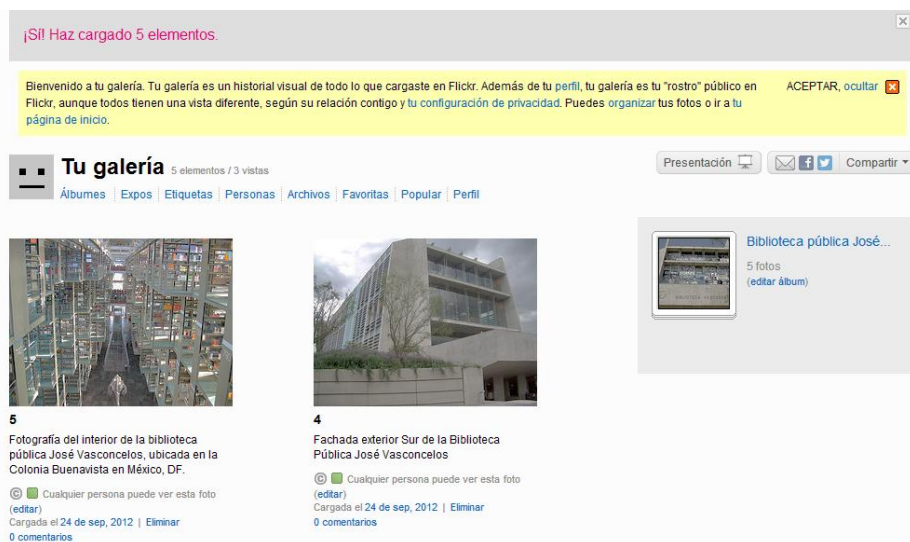 ¡Sí! Haz cargado 5 elementos.
Bienvenido a tu galería. Tu galería es un historial visual de todo lo que cargaste en Flickr. Además de tu perfil, tu galería es tu "rostro" público en
Flickr, aunque todos tienen una vista diferente, según su relación contigo y tu configuración de privacidad. Puedes organizar tus fotos o ir a tu
página de inicio.
ACEPTAR, ocultar
Tu galería 5 elementos / 3 vistas
Presentación
Compartir
Álbumes Expos Etiquetas Personas Archivos Favoritas Popular Perfil
Biblioteca pública José...
5 fotos
(editar álbum)
5
Fotografía del interior de la biblioteca
pública José Vasconcelos, ubicada en la
Colonia Buenavista en México, DF.
© Cualquier persona puede ver esta foto
(editar)
Cargada el 24 de sep, 2012 | Eliminar
0 comentarios
4
Fachada exterior Sur de la Biblioteca
Pública José Vasconcelos
© Cualquier persona puede ver esta foto
(editar)
Cargada el 24 de sep, 2012 | Eliminar
0 comentarios